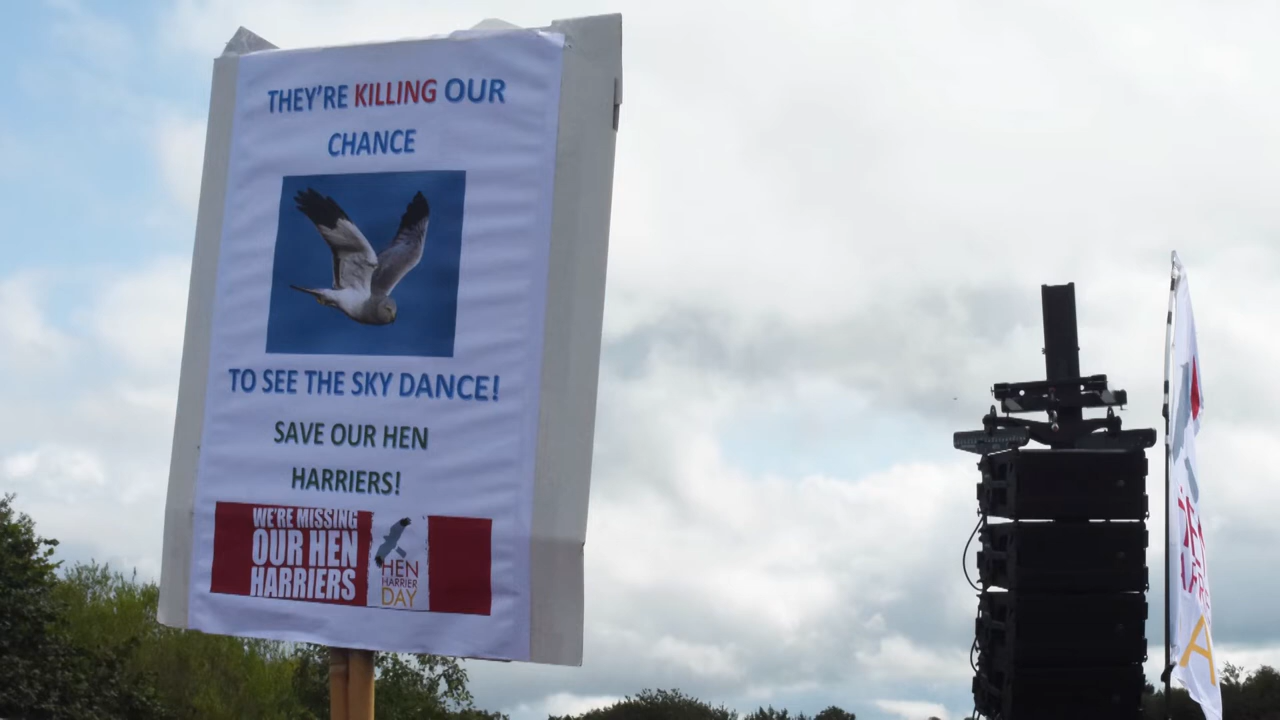 THEY'RE KILLING OUR
CHANCE
TO SEE THE SKY DANCE!
SAVE OUR HEN
HARRIERS!
WE'RE MISSING
OUR HEN
HARRIERS
HEN
HARRIER
DAY